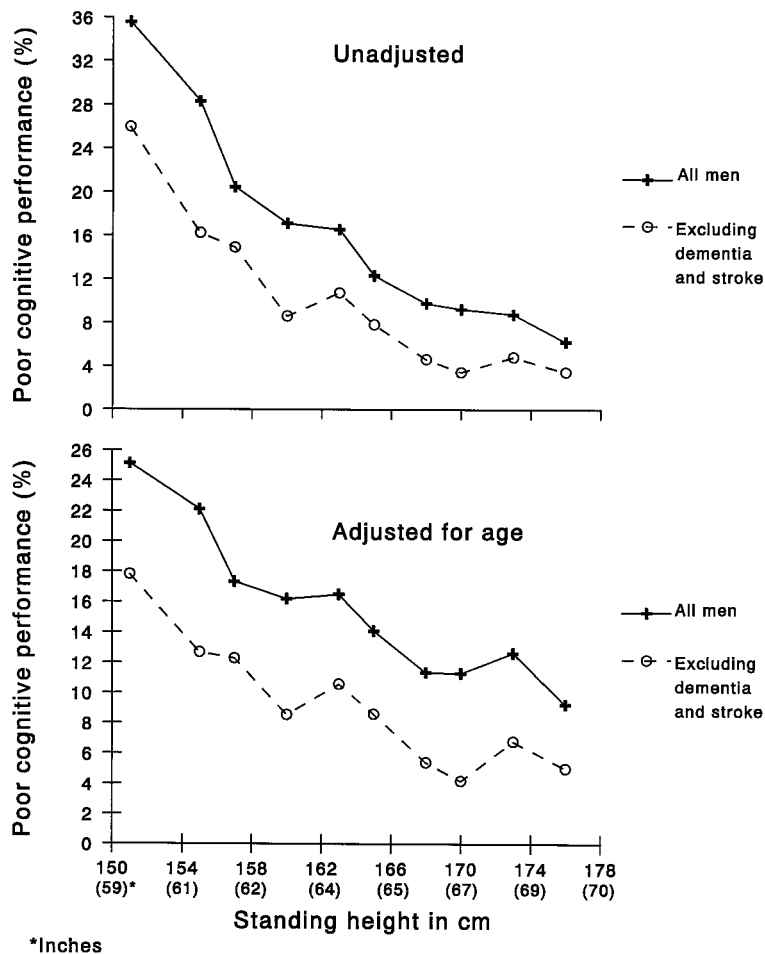 Poor cognitive performance (%)
36
32
28
24
20
16
12
8
4
0
Unadjusted
All men
Excluding
dementia
and stroke
Poor cognitive performance (%)
26
24
22
20
18
16
14
12
10
8
6
4
2
0
Adjusted for age
All men
Excluding
dementia
and stroke
150 154 158 162 166 170 174 178
(59)* (61) (62) (64) (65) (67) (69) (70)
Standing height in cm
*Inches